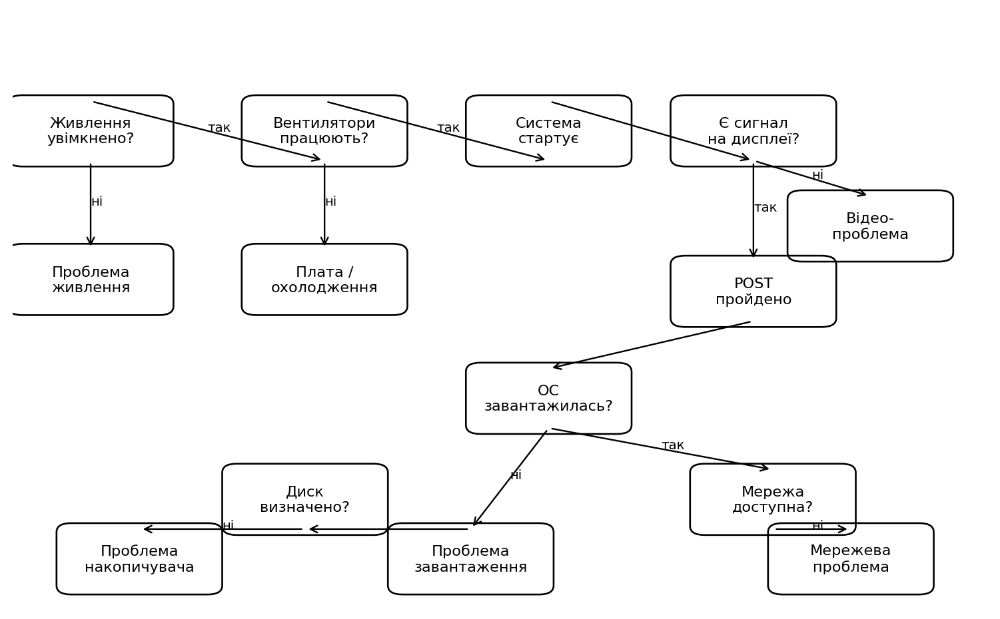 Живлення
увімкнено?
так
Вентилятори
працюють?
так
Система
стартує
Є сигнал
на дисплеї?
ні
ні
ні
так
Відео-
проблема
Проблема
живлення
Плата /
охолодження
POST
пройдено
ОС
завантажилась?
так
ні
Диск
визначено?
Мережа
доступна?
ні
ні
Проблема
накопичувача
Проблема
завантаження
Мережева
проблема